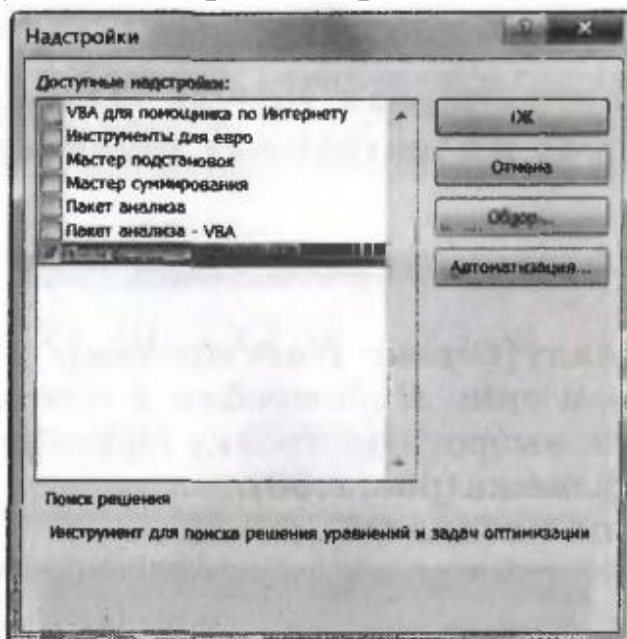 Надстройки
Доступные надстройки:
VBA для помощника по Интернету
Инструменты для евро
Мастер подстановок
Мастер суммирования
Пакет анализа
Пакет анализа - VBA
ОК
Отмена
Обзор...
Автоматизация...
Поиск решения
Инструмент для поиска решения уравнений и задач оптимизации